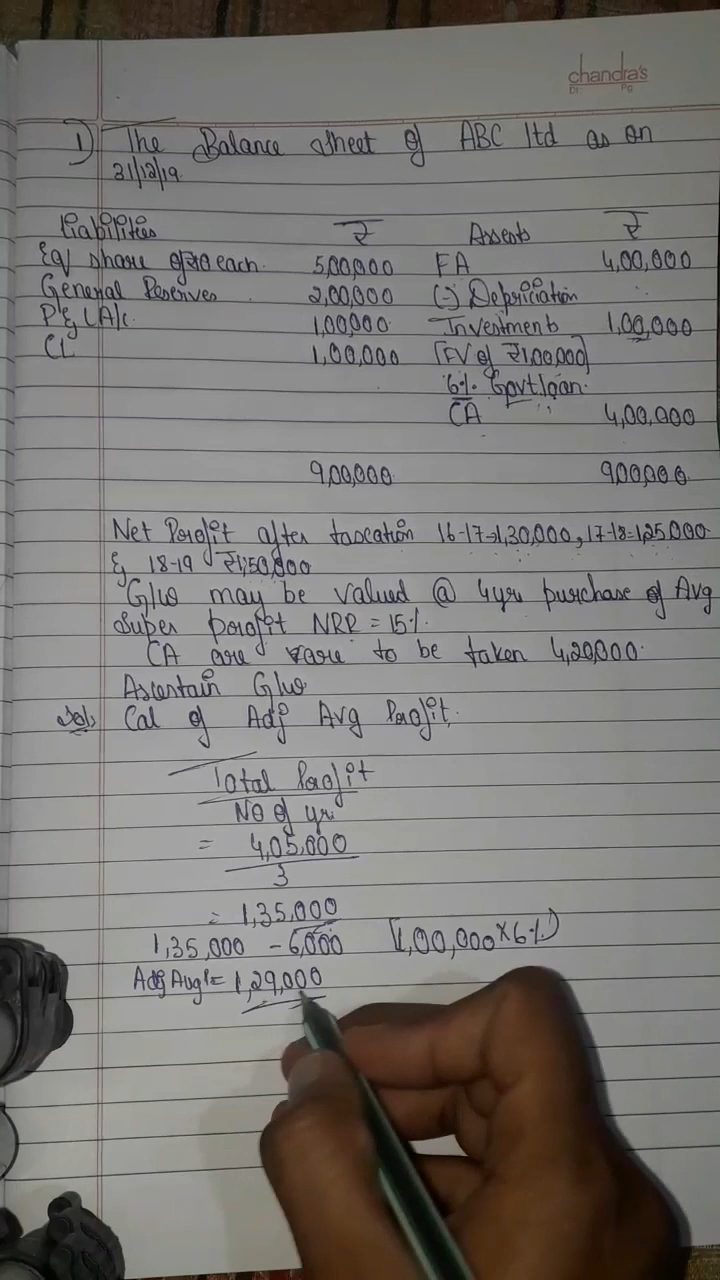 chandra's
1) The Balance sheet of ABC ltd as on
31/12/19.
Liabilities ₹ Assests ₹
Eq share of each. 5,00,000 FA 4,00,000
General Reserves 2,00,000 (-) Depriciation
P & L A/c. 1,00,000 Investment 1,00,000
CL 1,00,000 [FV of ₹1,00,000]
6% Govt loan.
CA 4,00,000
9,00,000 9,00,000
Net Profit after taxcation 16-17 → 1,30,000, 17-18 = 1,25,000
& 18-19 ₹1,50,000
G/w may be valued @ 4yr purchase of Avg
super profit NRR = 15%.
CA are to be taken 4,20,000.
Ascertain G/w
Sol; Cal of Adj Avg Profit.
Total Profit
No of yr
= 4,05,000
3
= 1,35,000
1,35,000 - 6,000 [1,00,000 × 6%]
Adj Avg = 1,29,000